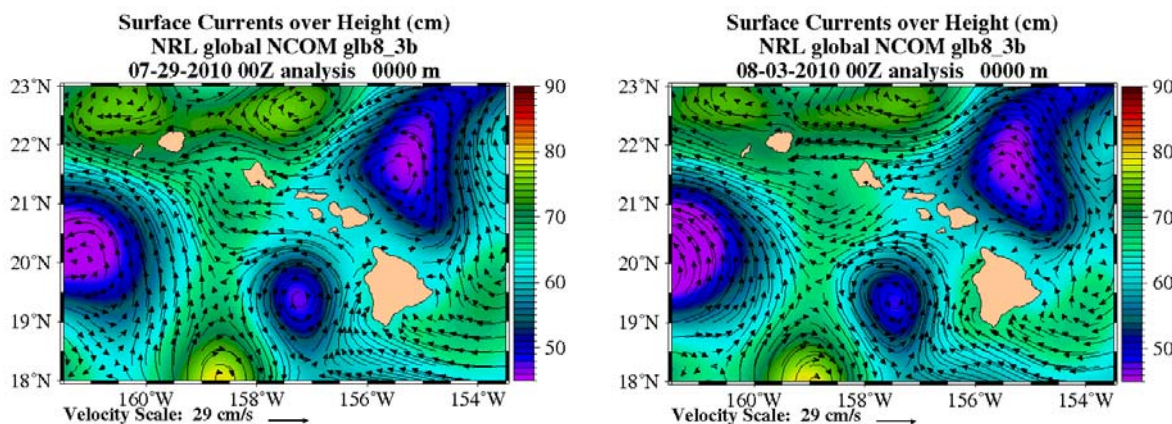 Surface Currents over Height (cm)
NRL global NCOM glb8_3b
07-29-2010 00Z analysis 0000 m
23°N
22°N
21°N
20°N
19°N
18°N
160°W
158°W
156°W
154°W
90
80
70
60
50
Velocity Scale: 29 cm/s
Surface Currents over Height (cm)
NRL global NCOM glb8_3b
08-03-2010 00Z analysis 0000 m
23°N
22°N
21°N
20°N
19°N
18°N
160°W
158°W
156°W
154°W
90
80
70
60
50
Velocity Scale: 29 cm/s